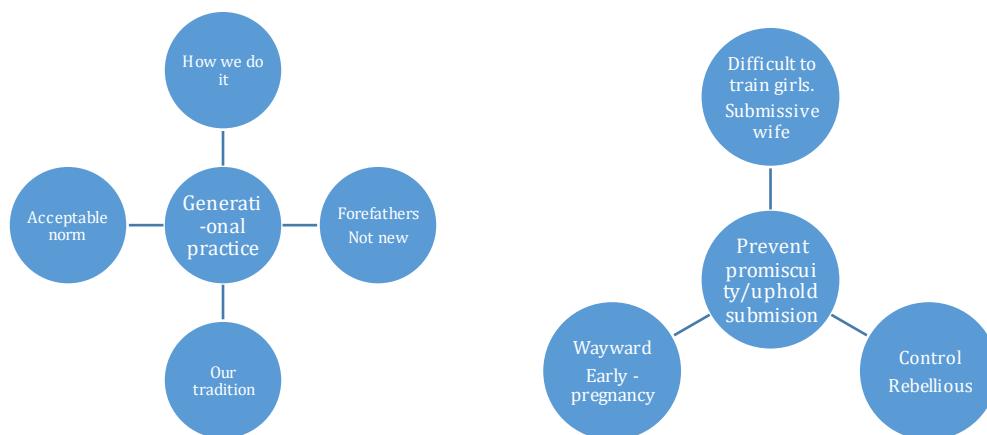 How we do
it
Acceptable
norm
Generati
-onal
practice
Forefathers
Not new
Our
tradition
Difficult to
train girls.
Submissive
wife
Prevent
promiscui
ty/uphold
submision
Wayward
Early -
pregnancy
Control
Rebellious